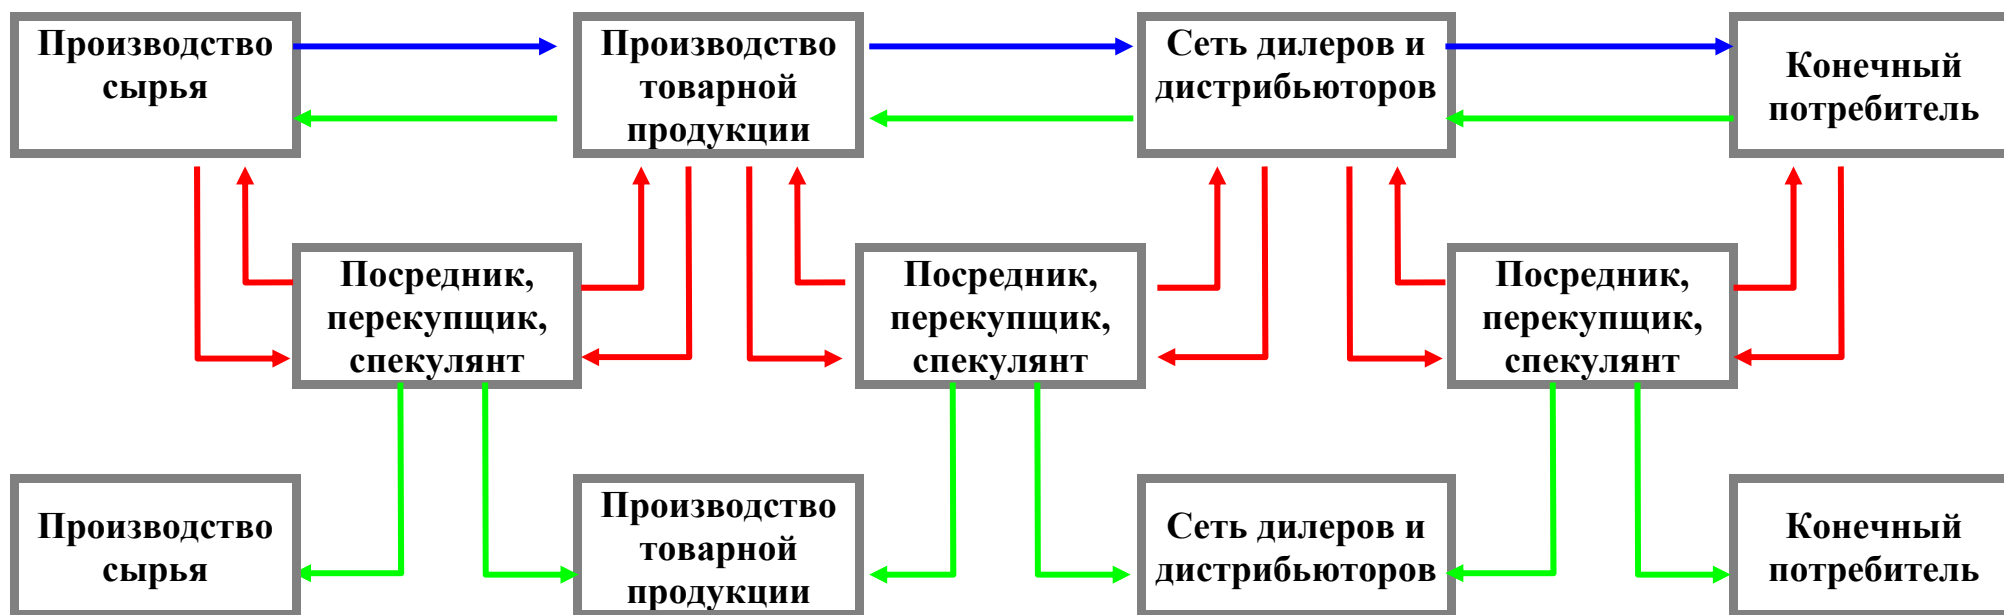 Производство
сырья
Производство
товарной
продукции
Сеть дилеров и
дистрибьюторов
Конечный
потребитель
Посредник,
перекупщик,
спекулянт
Посредник,
перекупщик,
спекулянт
Посредник,
перекупщик,
спекулянт
Производство
сырья
Производство
товарной
продукции
Сеть дилеров и
дистрибьюторов
Конечный
потребитель